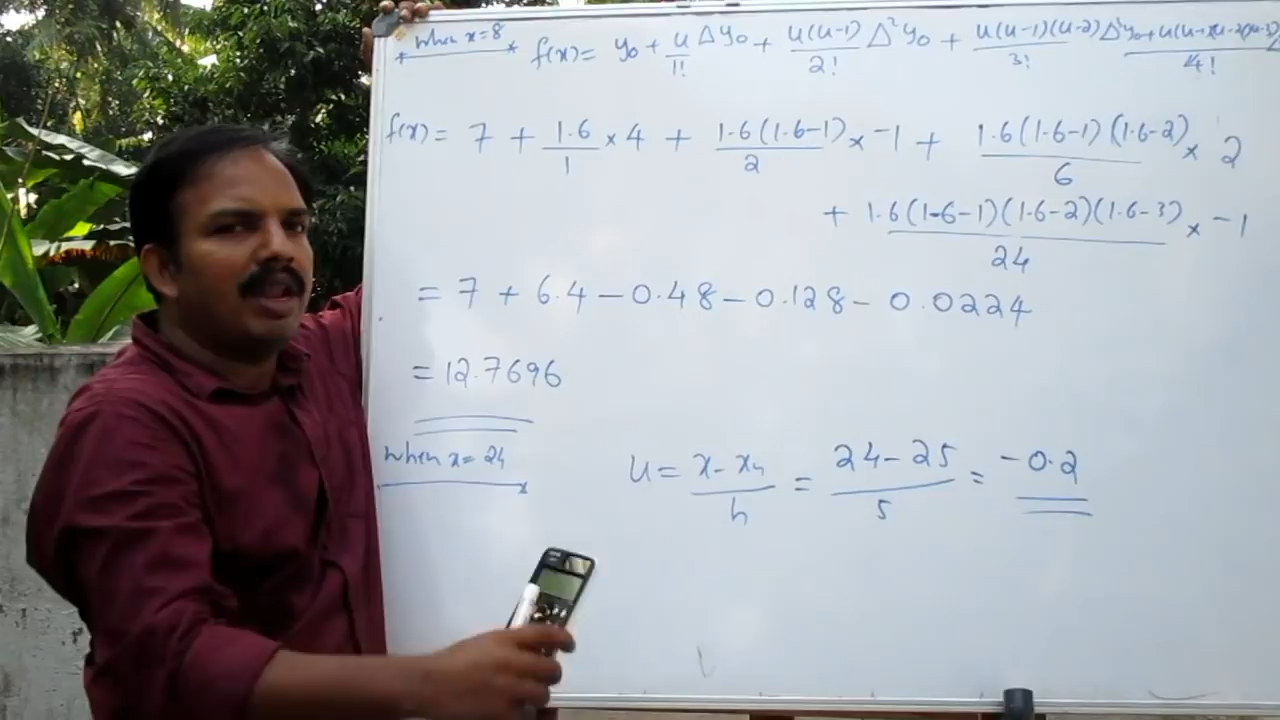 when x=8 f(x)= y₀ + u/1! Δy₀ + u(u-1)/2! Δ²y₀ + u(u-1)(u-2)/3! Δ³y₀ + u(u-1)(u-2)(u-3)/4!
f(x)= 7 + 1.6/1 × 4 + 1.6(1.6-1)/2 × -1 + 1.6(1.6-1)(1.6-2)/6 × 2
+ 1.6(1.6-1)(1.6-2)(1.6-3)/24 × -1
= 7 + 6.4 - 0.48 - 0.128 - 0.0224
= 12.7696
when x=24 u = x-xₙ/h = 24-25/5 = -0.2